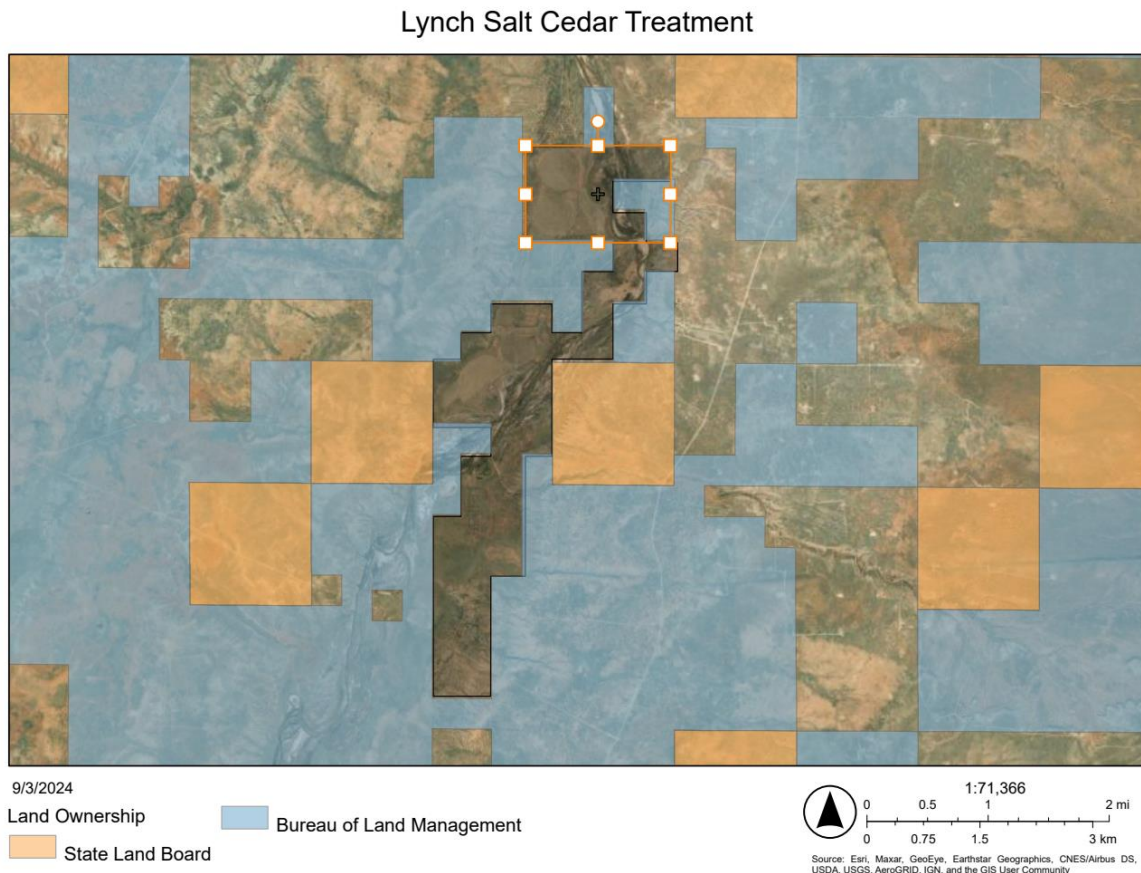 Lynch Salt Cedar Treatment
9/3/2024
Land Ownership
State Land Board
Bureau of Land Management
1:71,366
0 0.5 1 2 mi
0 0.75 1.5 3 km
Source: Esri, Maxar, GeoEye, Earthstar Geographics, CNES/Airbus DS,
USDA, USGS, AeroGRID, IGN, and the GIS User Community